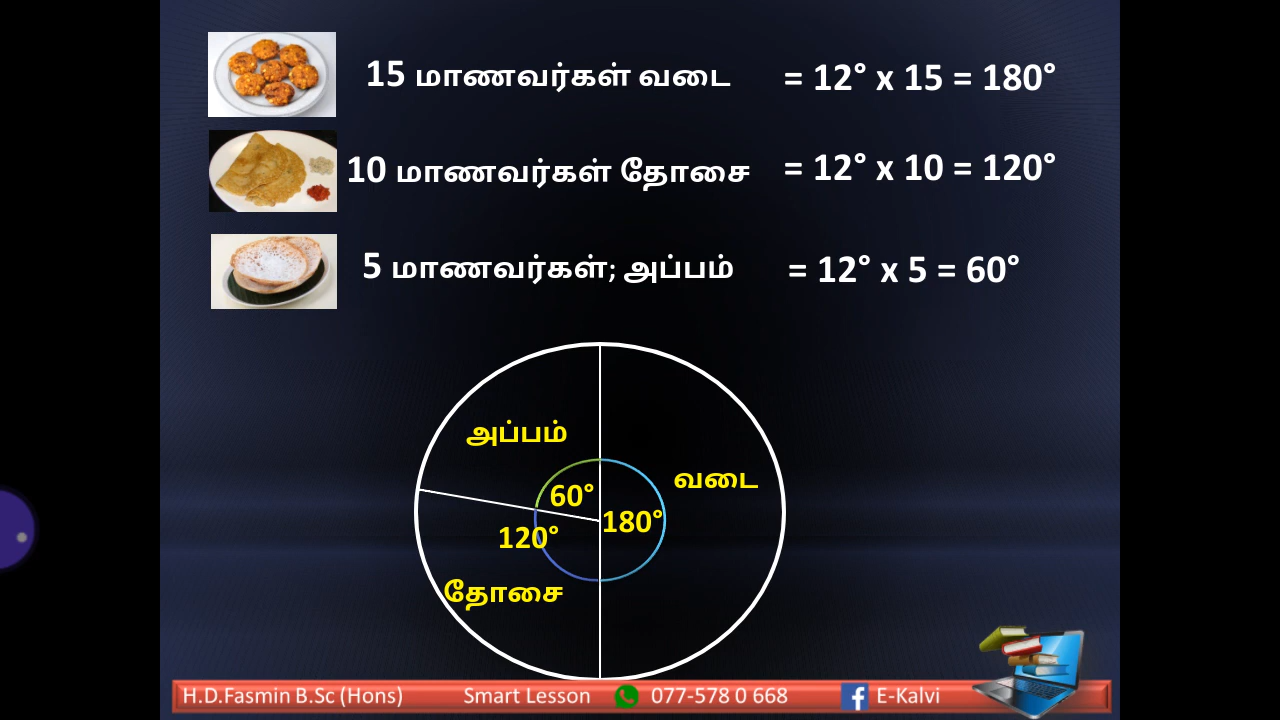 15 மாணவர்கள் வடை = 12° x 15 = 180°
10 மாணவர்கள் தோசை = 12° x 10 = 120°
5 மாணவர்கள்; அப்பம் = 12° x 5 = 60°
அப்பம்
வடை
60°
180°
120°
தோசை
H.D.Fasmin B.Sc (Hons) Smart Lesson 077-578 0 668 E-Kalvi